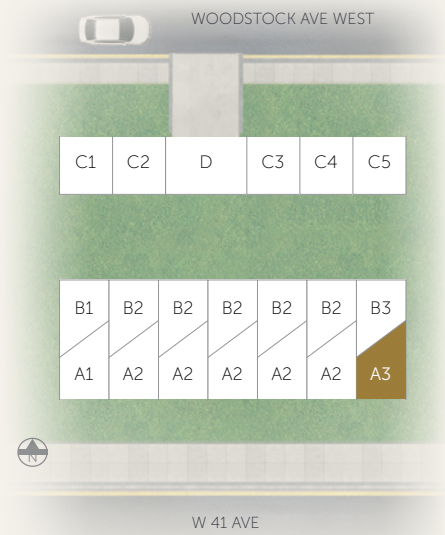 WOODSTOCK AVE WEST
C1 C2 D C3 C4 C5
B1 B2 B2 B2 B2 B2 B3
A1 A2 A2 A2 A2 A2 A3
N
W 41 AVE